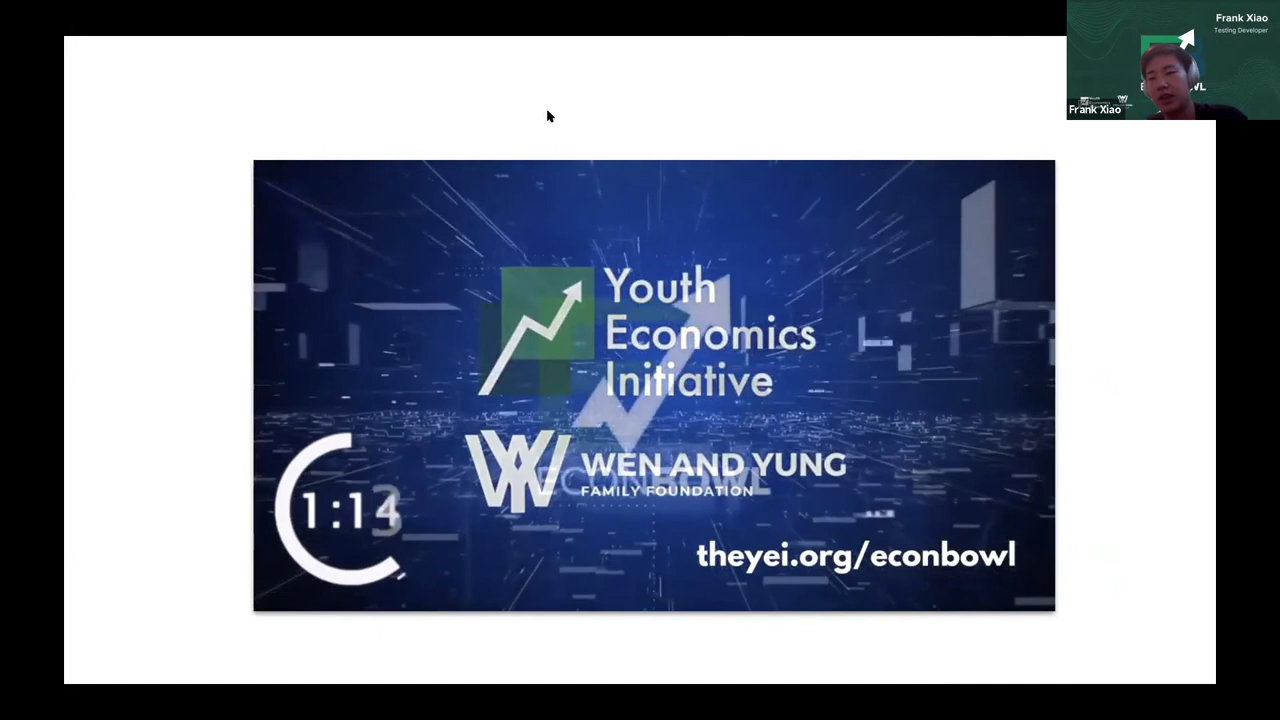 Frank Xiao
Testing Developer
Frank Xiao
Youth
Economics
Initiative
WEN AND YUNG
FAMILY FOUNDATION
ECONBOWL
1:14
theyei.org/econbowl